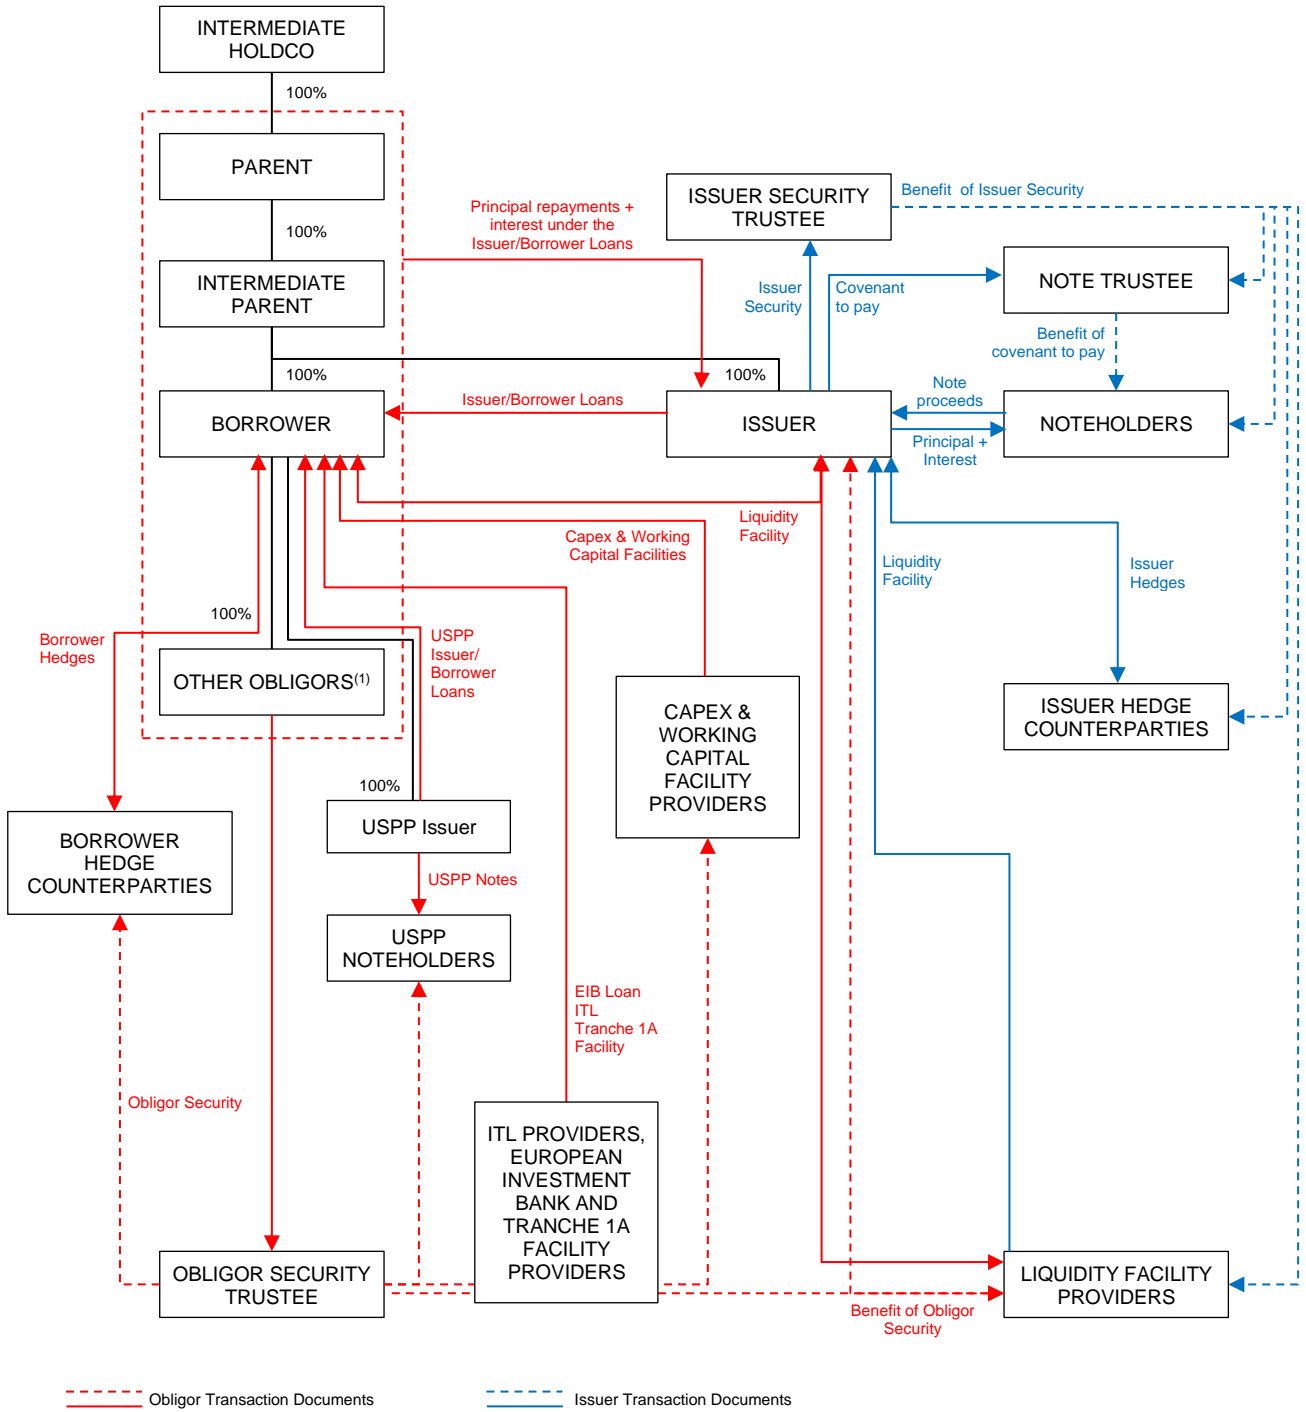 INTERMEDIATE
HOLDCO
100%
PARENT
100%
INTERMEDIATE
PARENT
100%
BORROWER
Principal repayments +
interest under the
Issuer/Borrower Loans
ISSUER SECURITY
TRUSTEE
Benefit of Issuer Security
Issuer
Security
Covenant
to pay
NOTE TRUSTEE
Benefit of
covenant to pay
100%
Issuer/Borrower Loans
ISSUER
Note
proceeds
Principal +
Interest
NOTEHOLDERS
Liquidity
Facility
Capex & Working
Capital Facilities
Liquidity
Facility
Issuer
Hedges
100%
Borrower
Hedges
USPP
Issuer/
Borrower
Loans
OTHER OBLIGORS(1)
CAPEX &
WORKING
CAPITAL
FACILITY
PROVIDERS
ISSUER HEDGE
COUNTERPARTIES
100%
BORROWER
HEDGE
COUNTERPARTIES
USPP Issuer
USPP Notes
USPP
NOTEHOLDERS
EIB Loan
ITL
Tranche 1A
Facility
Obligor Security
ITL PROVIDERS,
EUROPEAN
INVESTMENT
BANK AND
TRANCHE 1A
FACILITY
PROVIDERS
OBLIGOR SECURITY
TRUSTEE
LIQUIDITY FACILITY
PROVIDERS
Benefit of Obligor
Security
Obligor Transaction Documents
Issuer Transaction Documents